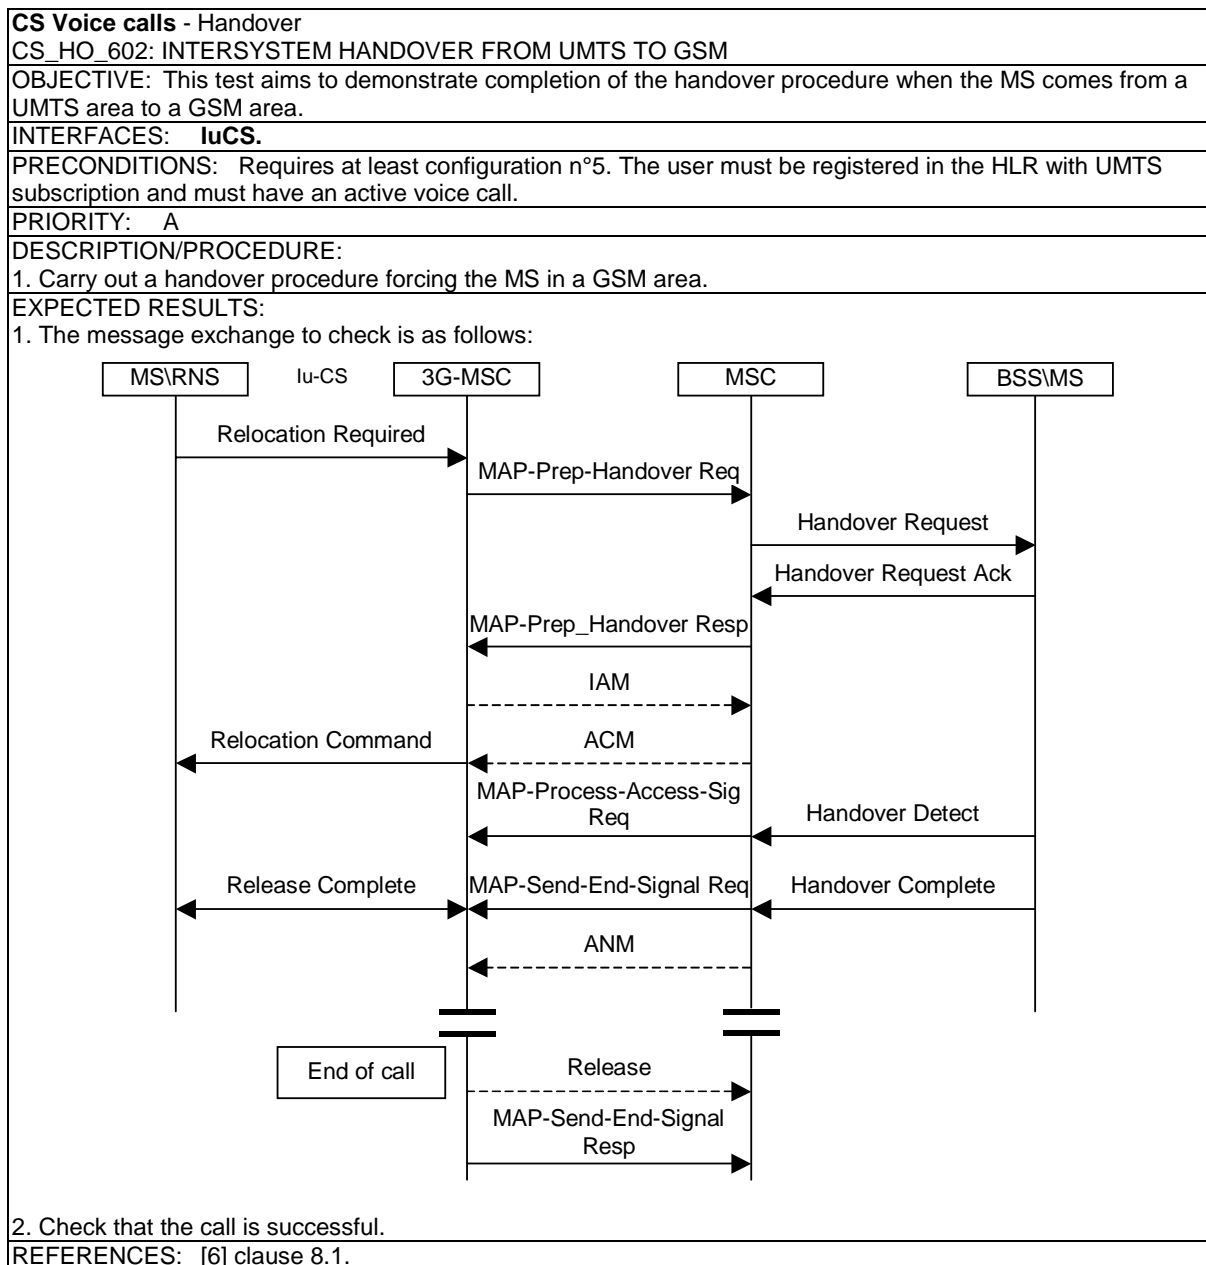 CS Voice calls - Handover
CS_HO_602: INTERSYSTEM HANDOVER FROM UMTS TO GSM
OBJECTIVE: This test aims to demonstrate completion of the handover procedure when the MS comes from a
UMTS area to a GSM area.
INTERFACES: IuCS.
PRECONDITIONS: Requires at least configuration n°5. The user must be registered in the HLR with UMTS
subscription and must have an active voice call.
PRIORITY: A
DESCRIPTION/PROCEDURE:
1. Carry out a handover procedure forcing the MS in a GSM area.
EXPECTED RESULTS:
1. The message exchange to check is as follows:
MS\RNS Iu-CS 3G-MSC MSC BSS\MS
Relocation Required
MAP-Prep-Handover Req
Handover Request
Handover Request Ack
MAP-Prep_Handover Resp
IAM
Relocation Command ACM
MAP-Process-Access-Sig
Req
Handover Detect
Release Complete MAP-Send-End-Signal Req Handover Complete
ANM
End of call
Release
MAP-Send-End-Signal
Resp
2. Check that the call is successful.
REFERENCES: [6] clause 8.1.